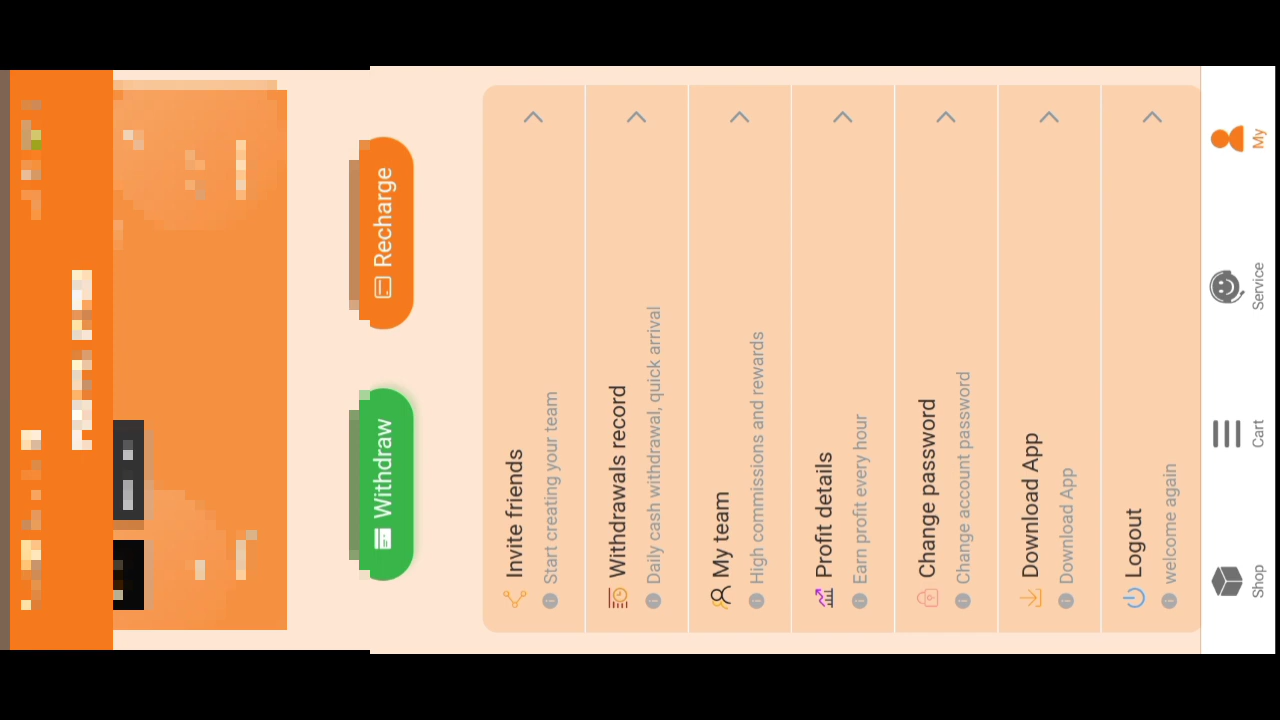 Withdraw
Recharge
Invite friends
Start creating your team
Withdrawals record
Daily cash withdrawal, quick arrival
My team
High commissions and rewards
Profit details
Earn profit every hour
Change password
Change account password
Download App
Download App
Logout
welcome again
Shop
Cart
Service
My